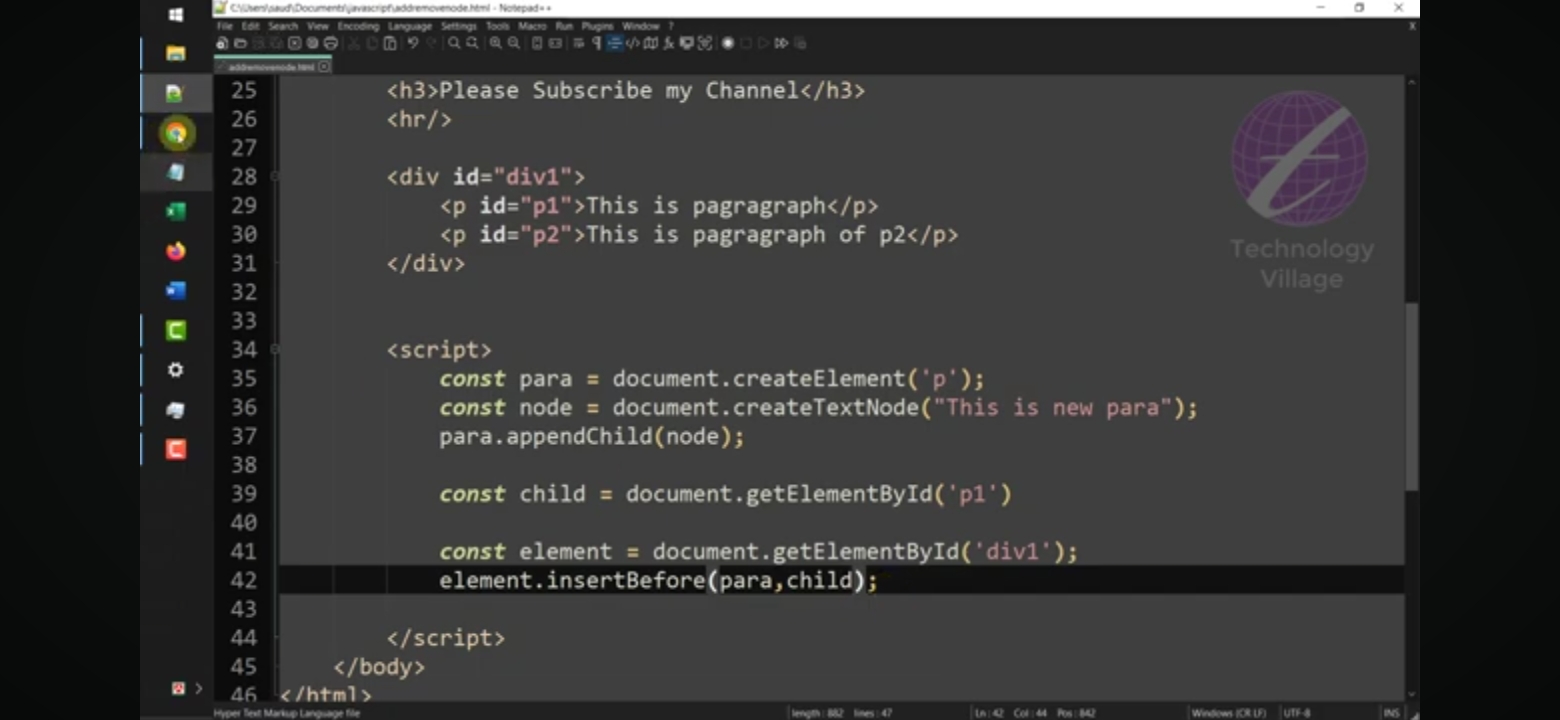 C:\Users\saud\Documents\javascript\addremovenode.html - Notepad++
File Edit Search View Encoding Language Settings Tools Macro Run Plugins Window ?
addremovenode.html
25 <h3>Please Subscribe my Channel</h3>
26 <hr/>
27
28 <div id="div1">
29 <p id="p1">This is pagragraph</p>
30 <p id="p2">This is pagragraph of p2</p>
31 </div>
32
33
34 <script>
35 const para = document.createElement('p');
36 const node = document.createTextNode("This is new para");
37 para.appendChild(node);
38
39 const child = document.getElementById('p1')
40
41 const element = document.getElementById('div1');
42 element.insertBefore(para,child);
43
44 </script>
45 </body>
46 </html>
Technology
Village
Hyper Text Markup Language file length : 882 lines : 47 Ln : 42 Col : 44 Pos : 842 Windows (CR LF) UTF-8 INS